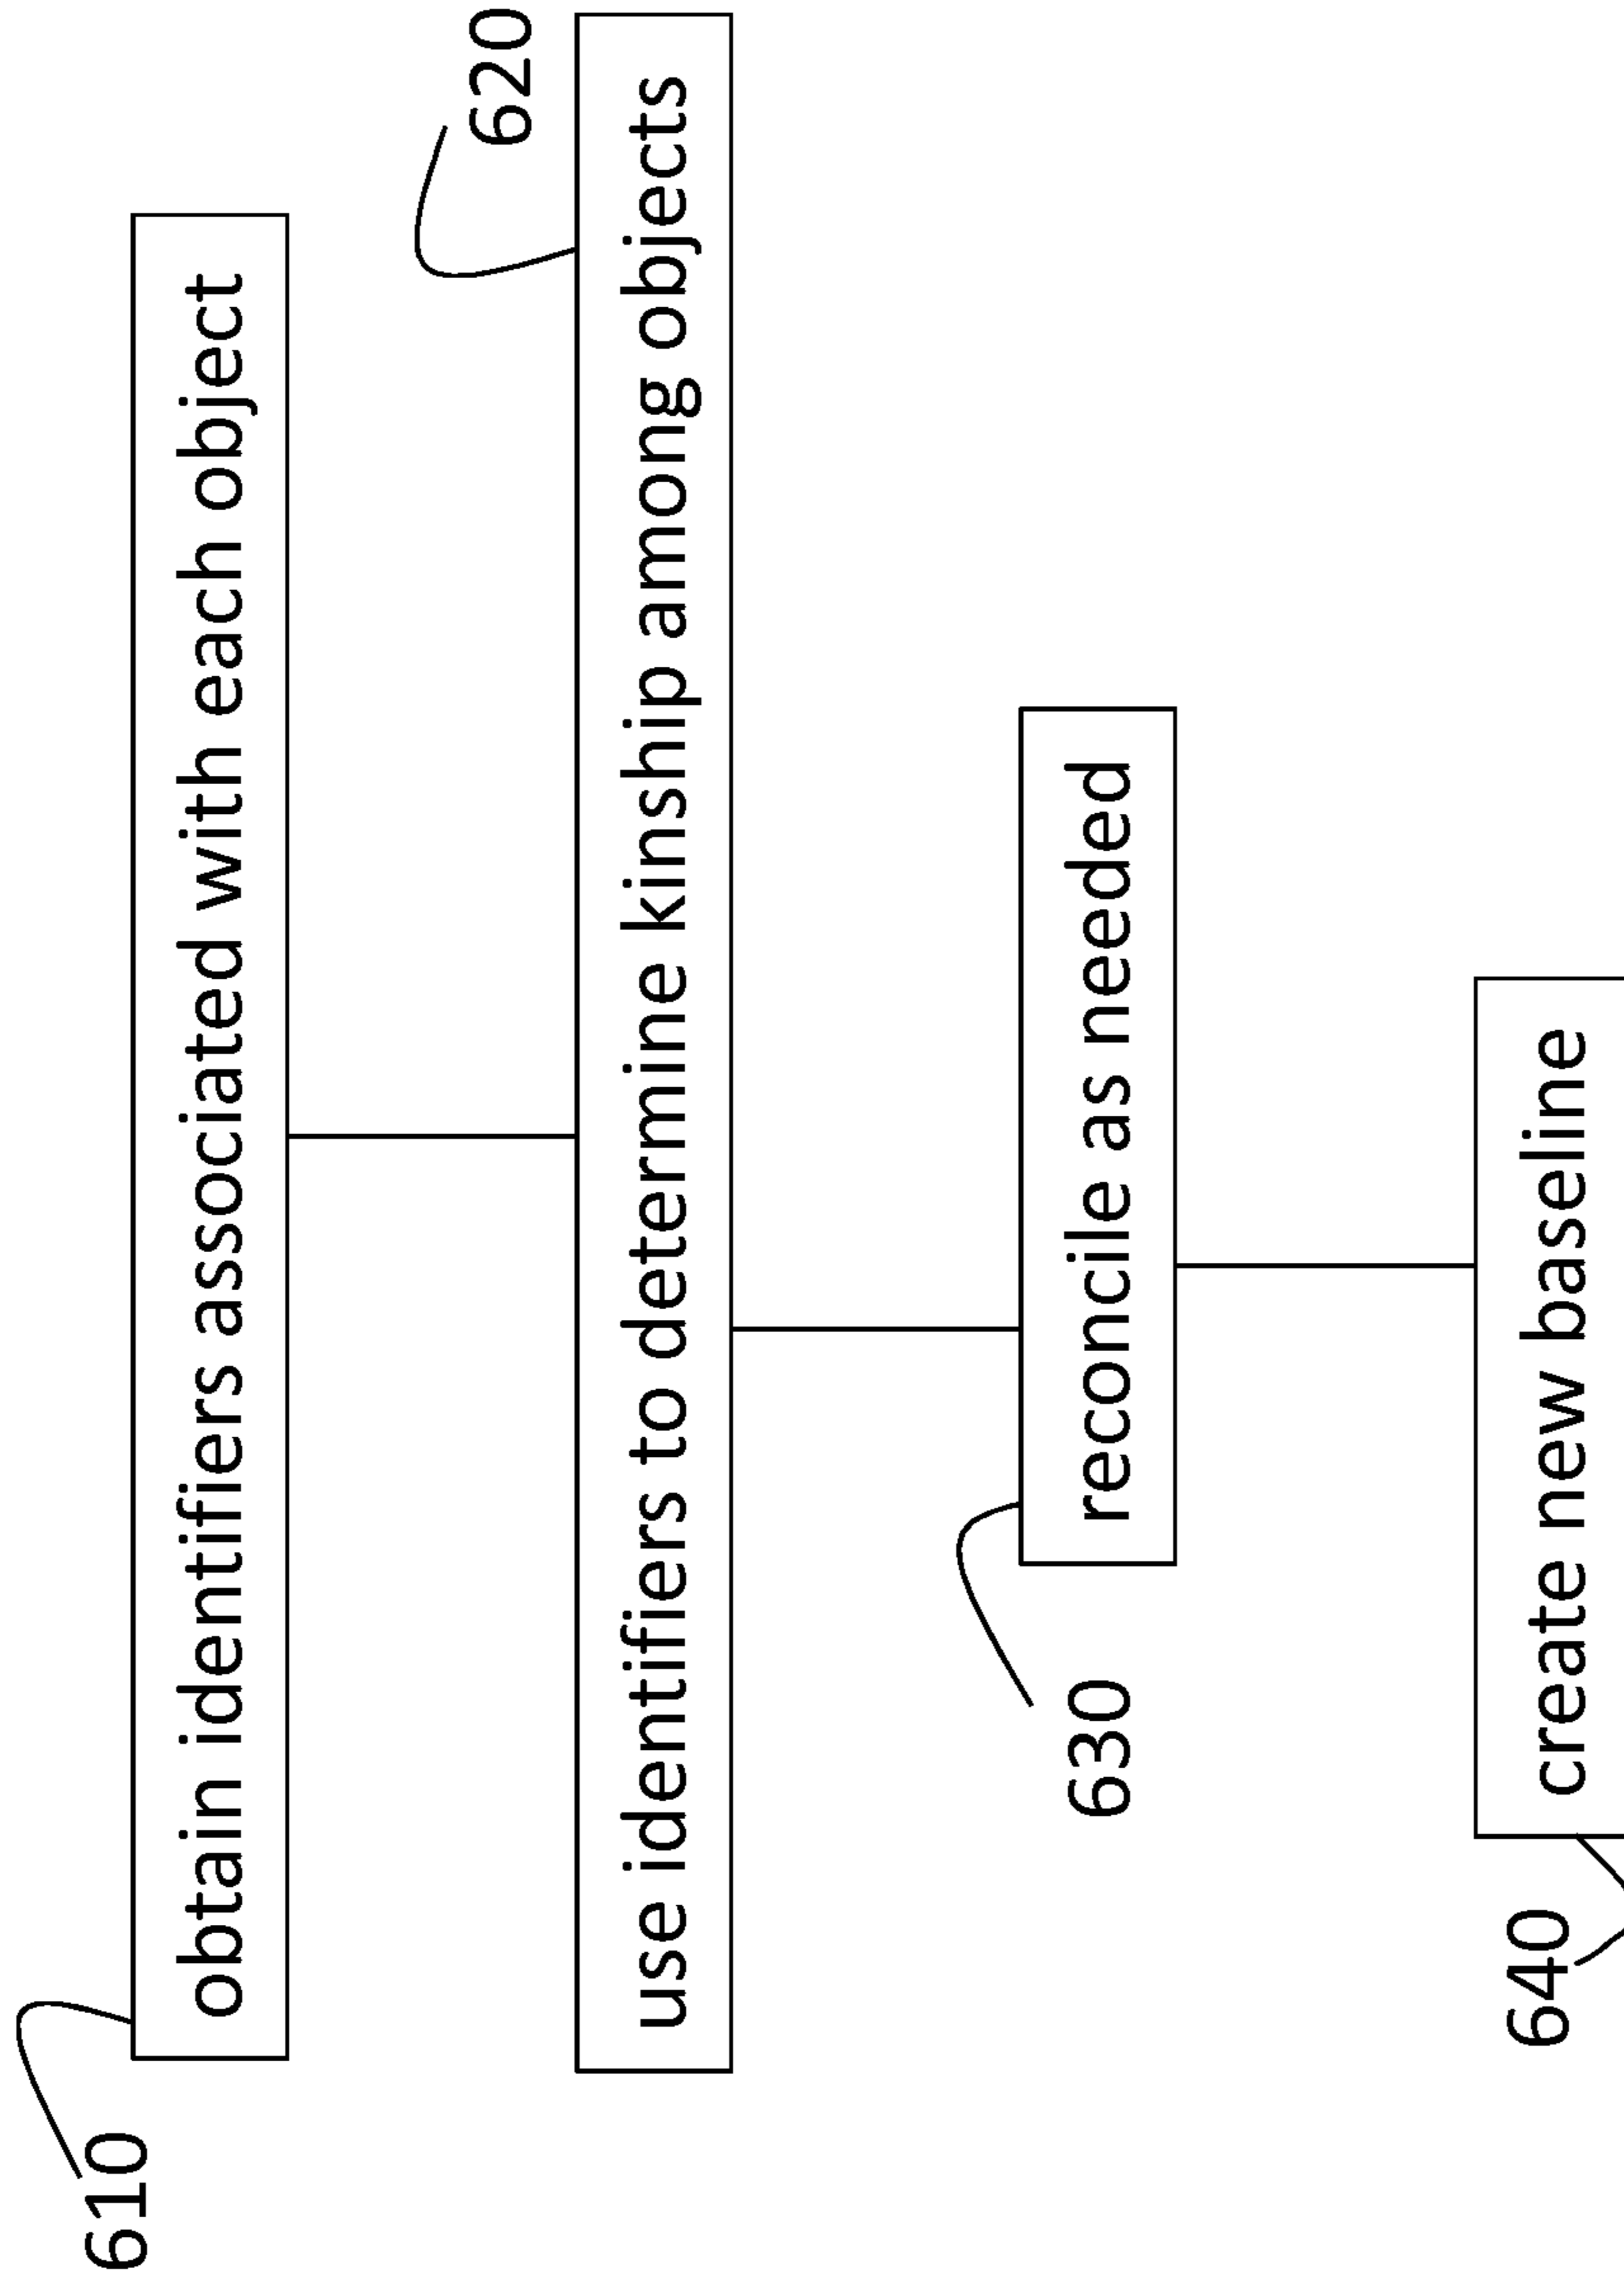 610
obtain identifiers associated with each object
620
use identifiers to determine kinship among objects
630
reconcile as needed
640
create new baseline